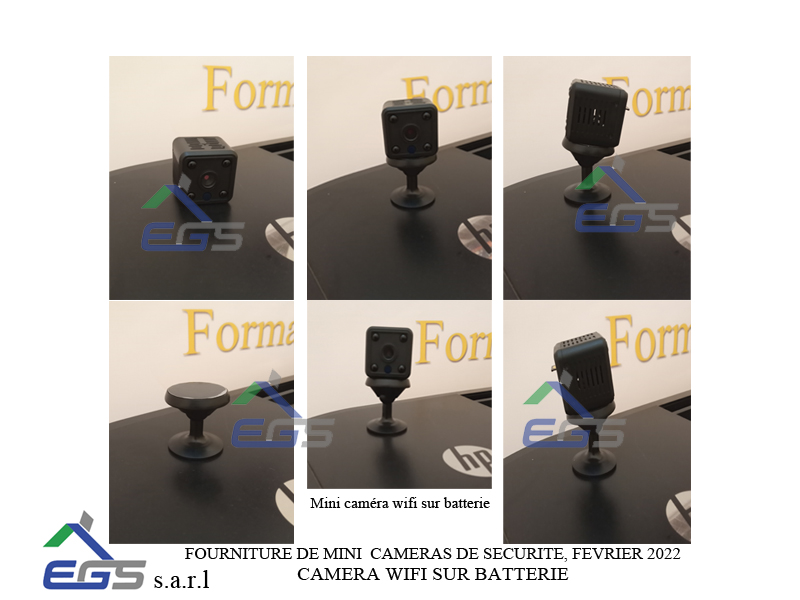 Form
Form
Form
EGS
hp
EGS
Forma
Form
Form
EGS
hp
EGS
Mini caméra wifi sur batterie
FOURNITURE DE MINI CAMERAS DE SECURITE, FEVRIER 2022
EGS s.a.r.l
CAMERA WIFI SUR BATTERIE